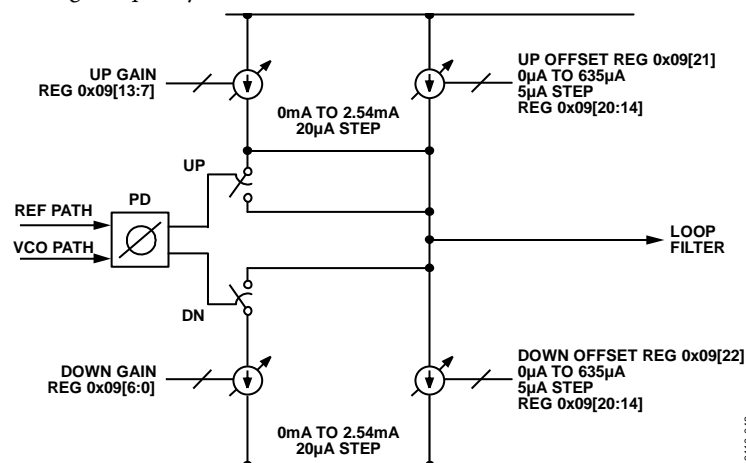 UP GAIN
REG 0x09[13:7]
0mA TO 2.54mA
20µA STEP
UP OFFSET REG 0x09[21]
0µA TO 635µA
5µA STEP
REG 0x09[20:14]
UP
PD
REF PATH
VCO PATH
LOOP
FILTER
DN
DOWN GAIN
REG 0x09[6:0]
0mA TO 2.54mA
20µA STEP
DOWN OFFSET REG 0x09[22]
0µA TO 635µA
5µA STEP
REG 0x09[20:14]